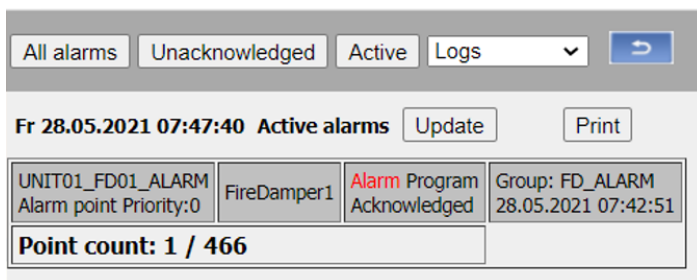 All alarms Unacknowledged Active Logs
Fr 28.05.2021 07:47:40 Active alarms Update Print
UNIT01_FD01_ALARM FireDamper1 Alarm Program Group: FD_ALARM
Alarm point Priority:0 Acknowledged 28.05.2021 07:42:51
Point count: 1 / 466